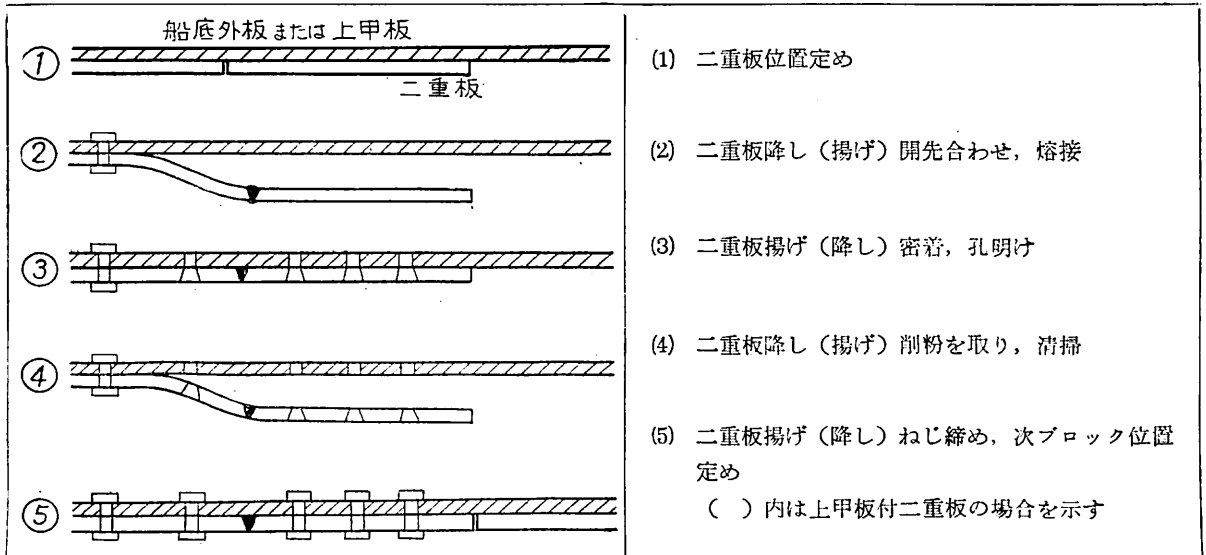 船底外板または上甲板
①
二重板
②
③
④
⑤
(1) 二重板位置定め
(2) 二重板降し（揚げ）開先合わせ，熔接
(3) 二重板揚げ（降し）密着，孔明け
(4) 二重板降し（揚げ）削粉を取り，清掃
(5) 二重板揚げ（降し）ねじ締め，次ブロック位置
定め
（　）内は上甲板付二重板の場合を示す